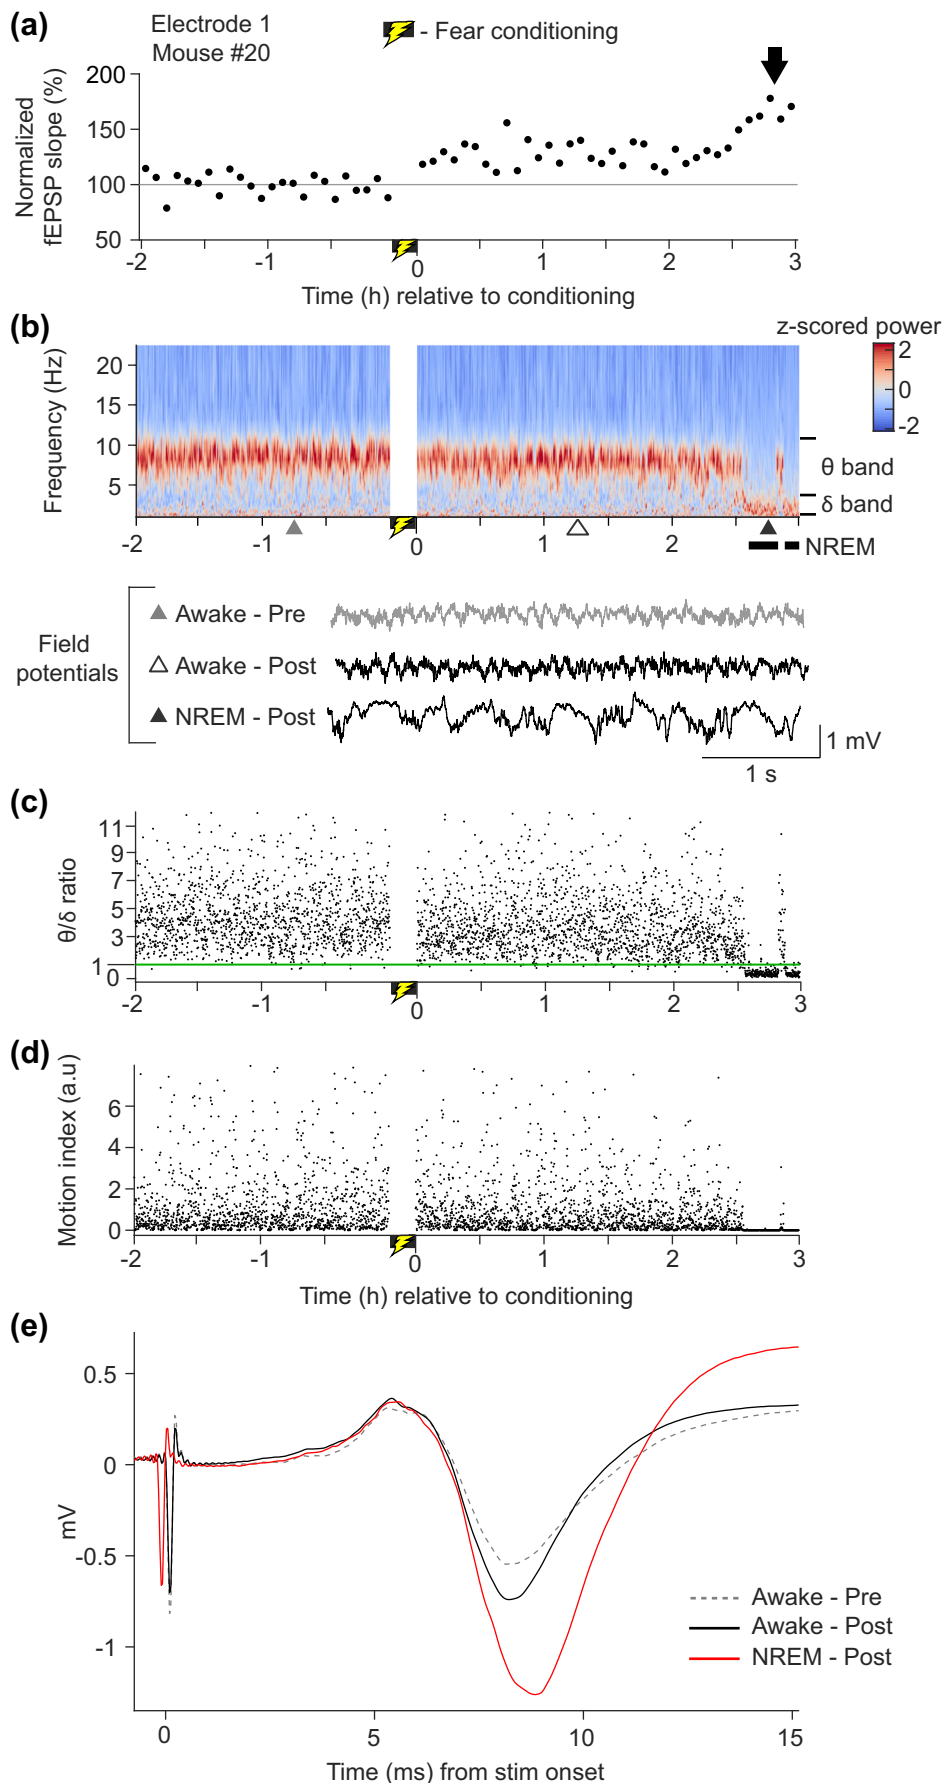 (a)
Electrode 1
Mouse #20
- Fear conditioning
Normalized
fEPSP slope (%)
200
150
100
50
-2
-1
0
1
2
3
Time (h) relative to conditioning
(b)
z-scored power
2
0
-2
Frequency (Hz)
20
15
10
5
θ band
δ band
-2
-1
0
1
2
NREM
Field
potentials
Awake - Pre
Awake - Post
NREM - Post
1 mV
1 s
(c)
θ/δ ratio
11
9
7
5
3
1
0
-2
-1
0
1
2
3
(d)
Motion index (a.u)
6
4
2
0
-2
-1
0
1
2
3
Time (h) relative to conditioning
(e)
mV
0.5
0
-0.5
-1
Awake - Pre
Awake - Post
NREM - Post
0
5
10
15
Time (ms) from stim onset